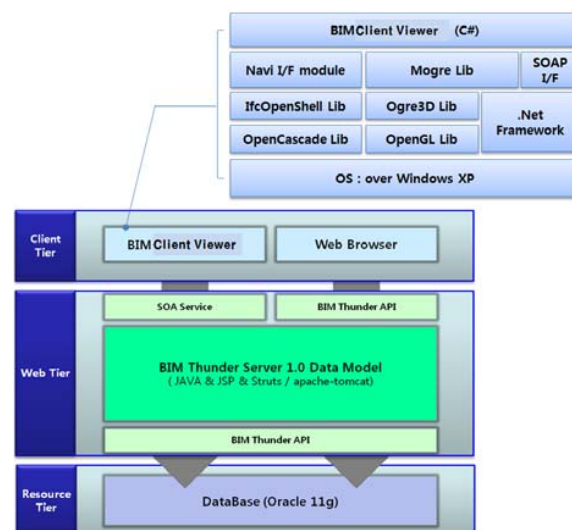 BIMClient Viewer (C#)
Navi I/F module
Mogre Lib
SOAP
I/F
IfcOpenShell Lib
Ogre3D Lib
.Net
Framework
OpenCascade Lib
OpenGL Lib
OS : over Windows XP
Client
Tier
BIMClient Viewer
Web Browser
SOA Service
BIM Thunder API
Web Tier
BIM Thunder Server 1.0 Data Model
( JAVA & JSP & Struts / apache-tomcat)
BIM Thunder API
Resource
Tier
DataBase (Oracle 11g)